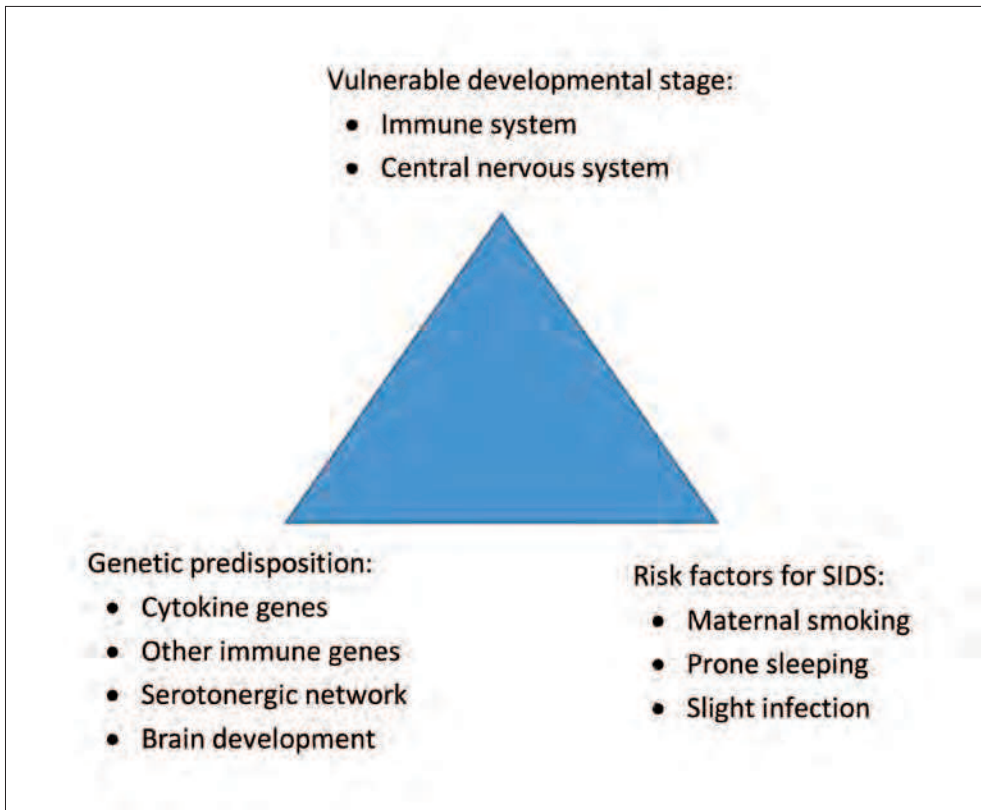 Vulnerable developmental stage:
• Immune system
• Central nervous system
Genetic predisposition:
• Cytokine genes
• Other immune genes
• Serotonergic network
• Brain development
Risk factors for SIDS:
• Maternal smoking
• Prone sleeping
• Slight infection